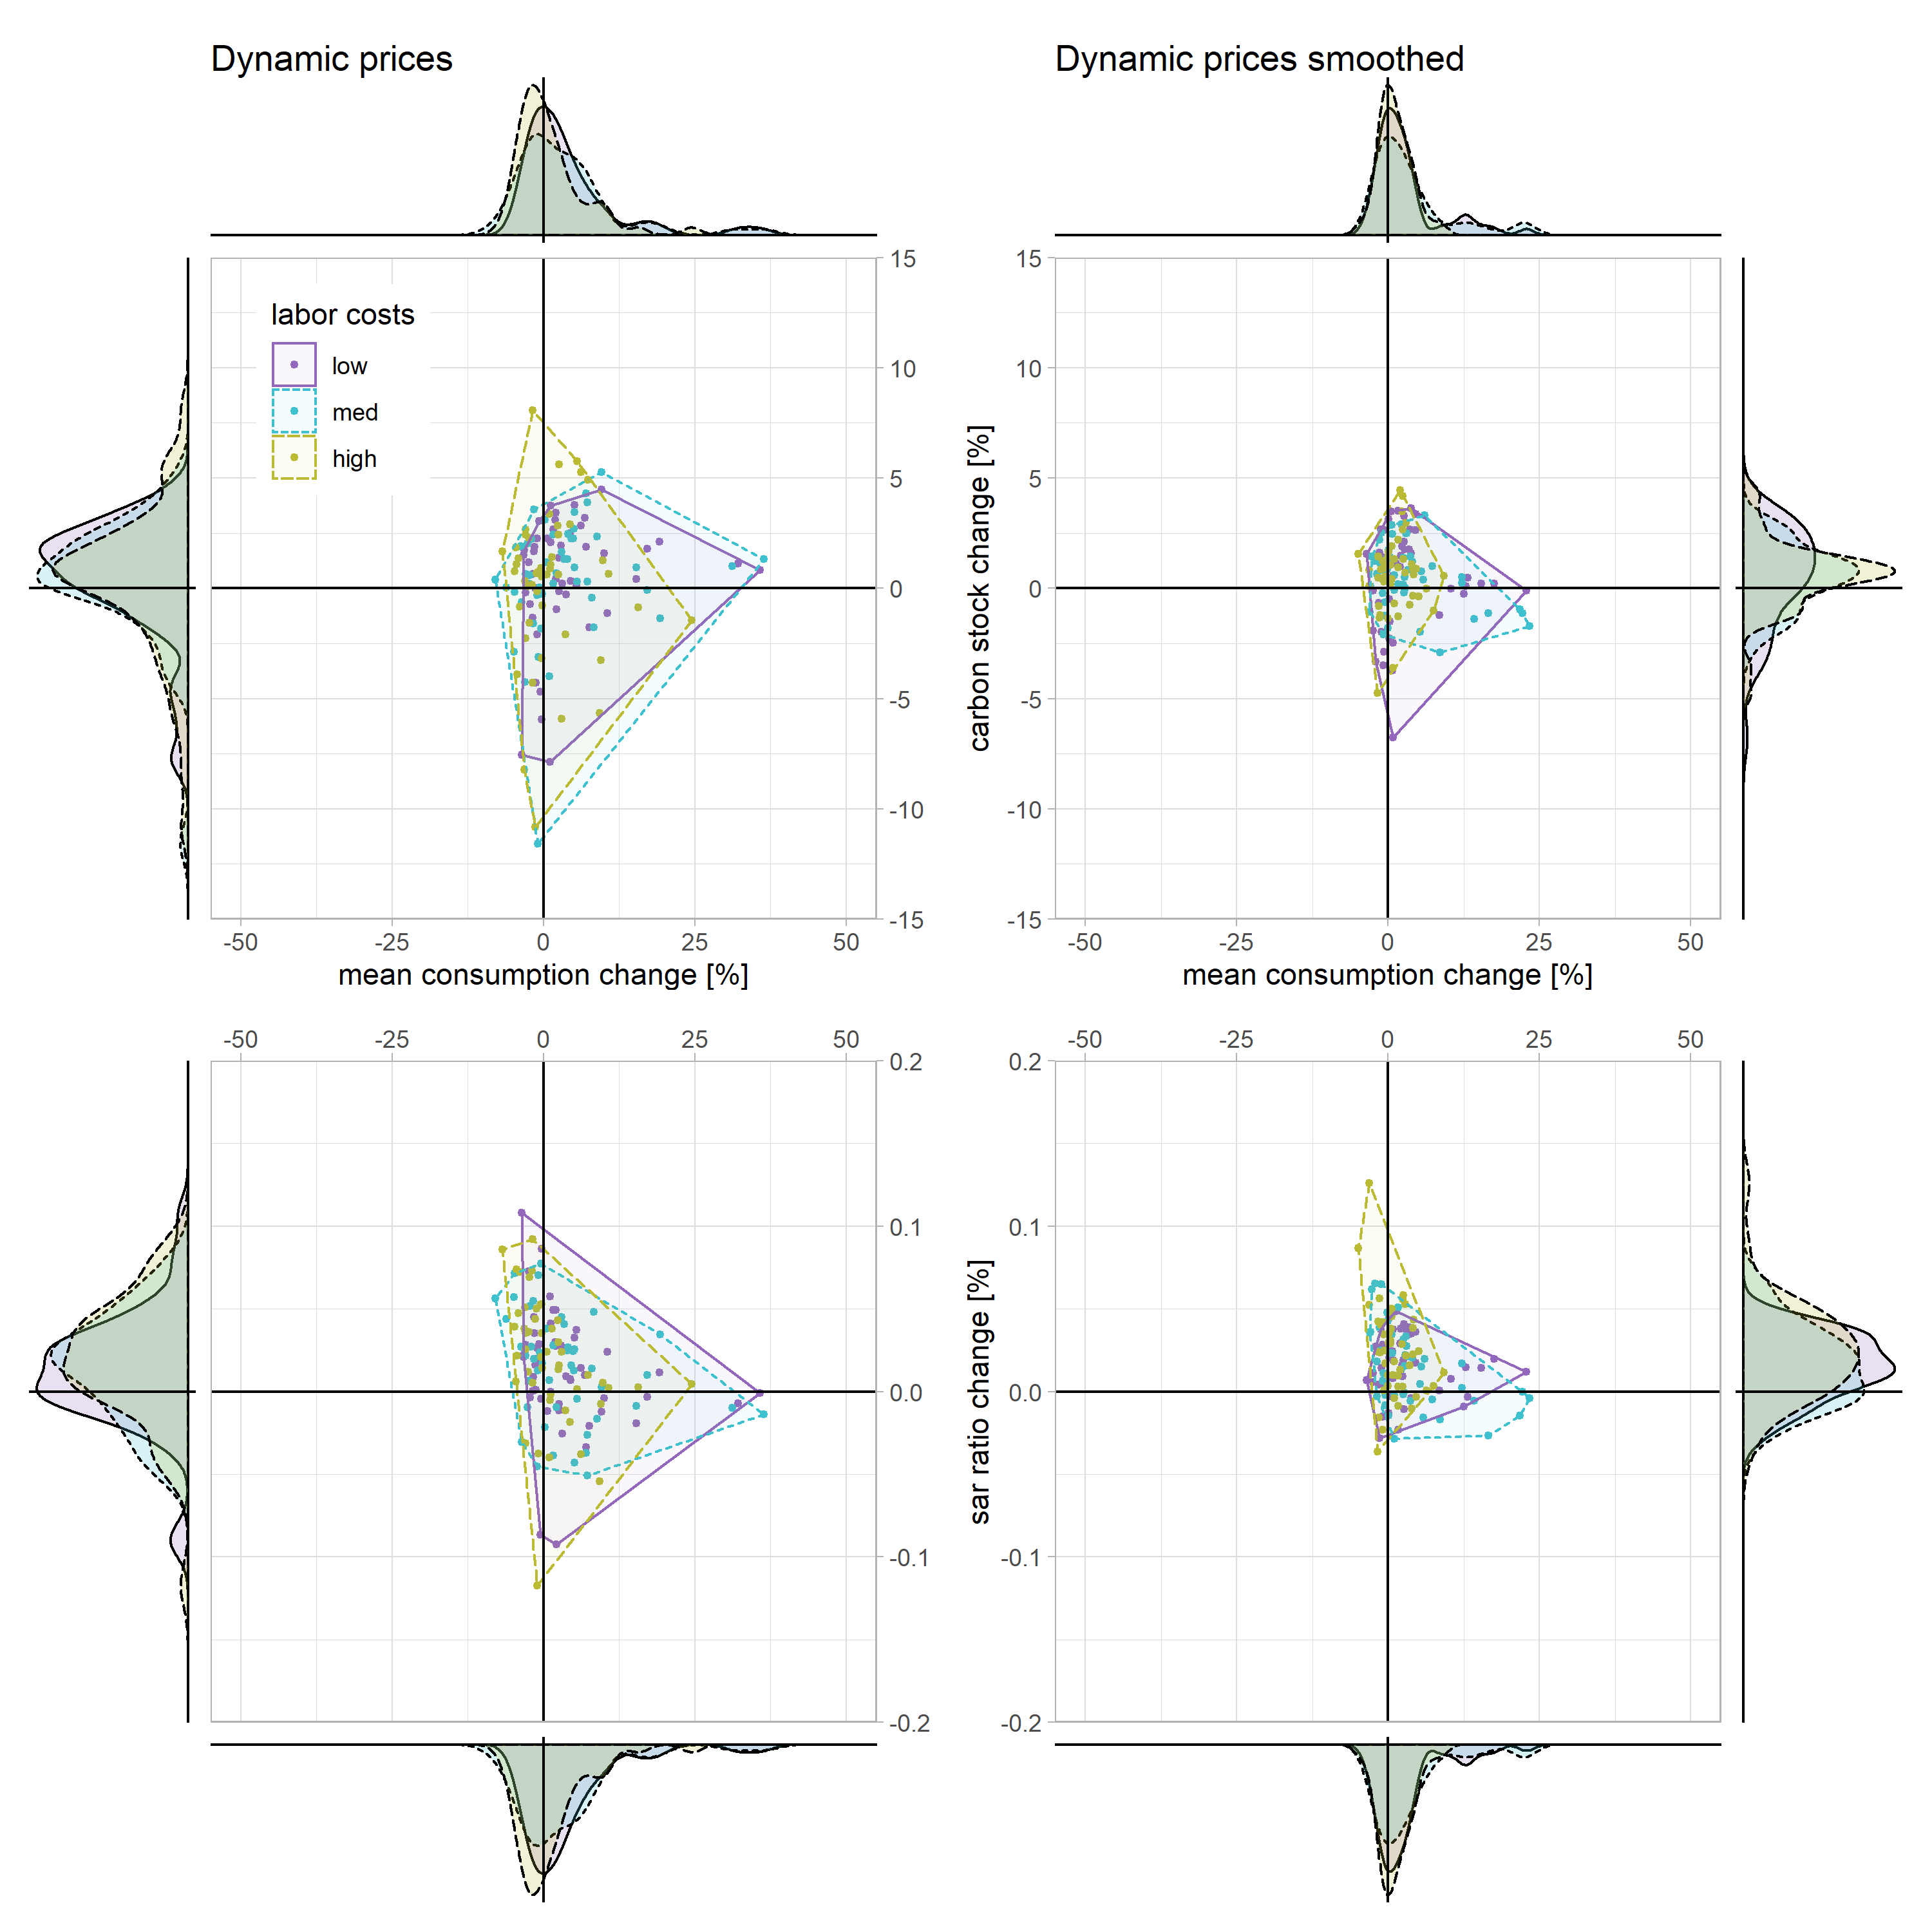 Dynamic prices
Dynamic prices smoothed
labor costs
low
med
high
15
10
5
0
-5
-10
-15
carbon stock change [%]
15
10
5
0
-5
-10
-15
-50 -25 0 25 50
mean consumption change [%]
-50 -25 0 25 50
mean consumption change [%]
-50 -25 0 25 50
-50 -25 0 25 50
0.2
0.1
0.0
-0.1
-0.2
sar ratio change [%]
0.2
0.1
0.0
-0.1
-0.2